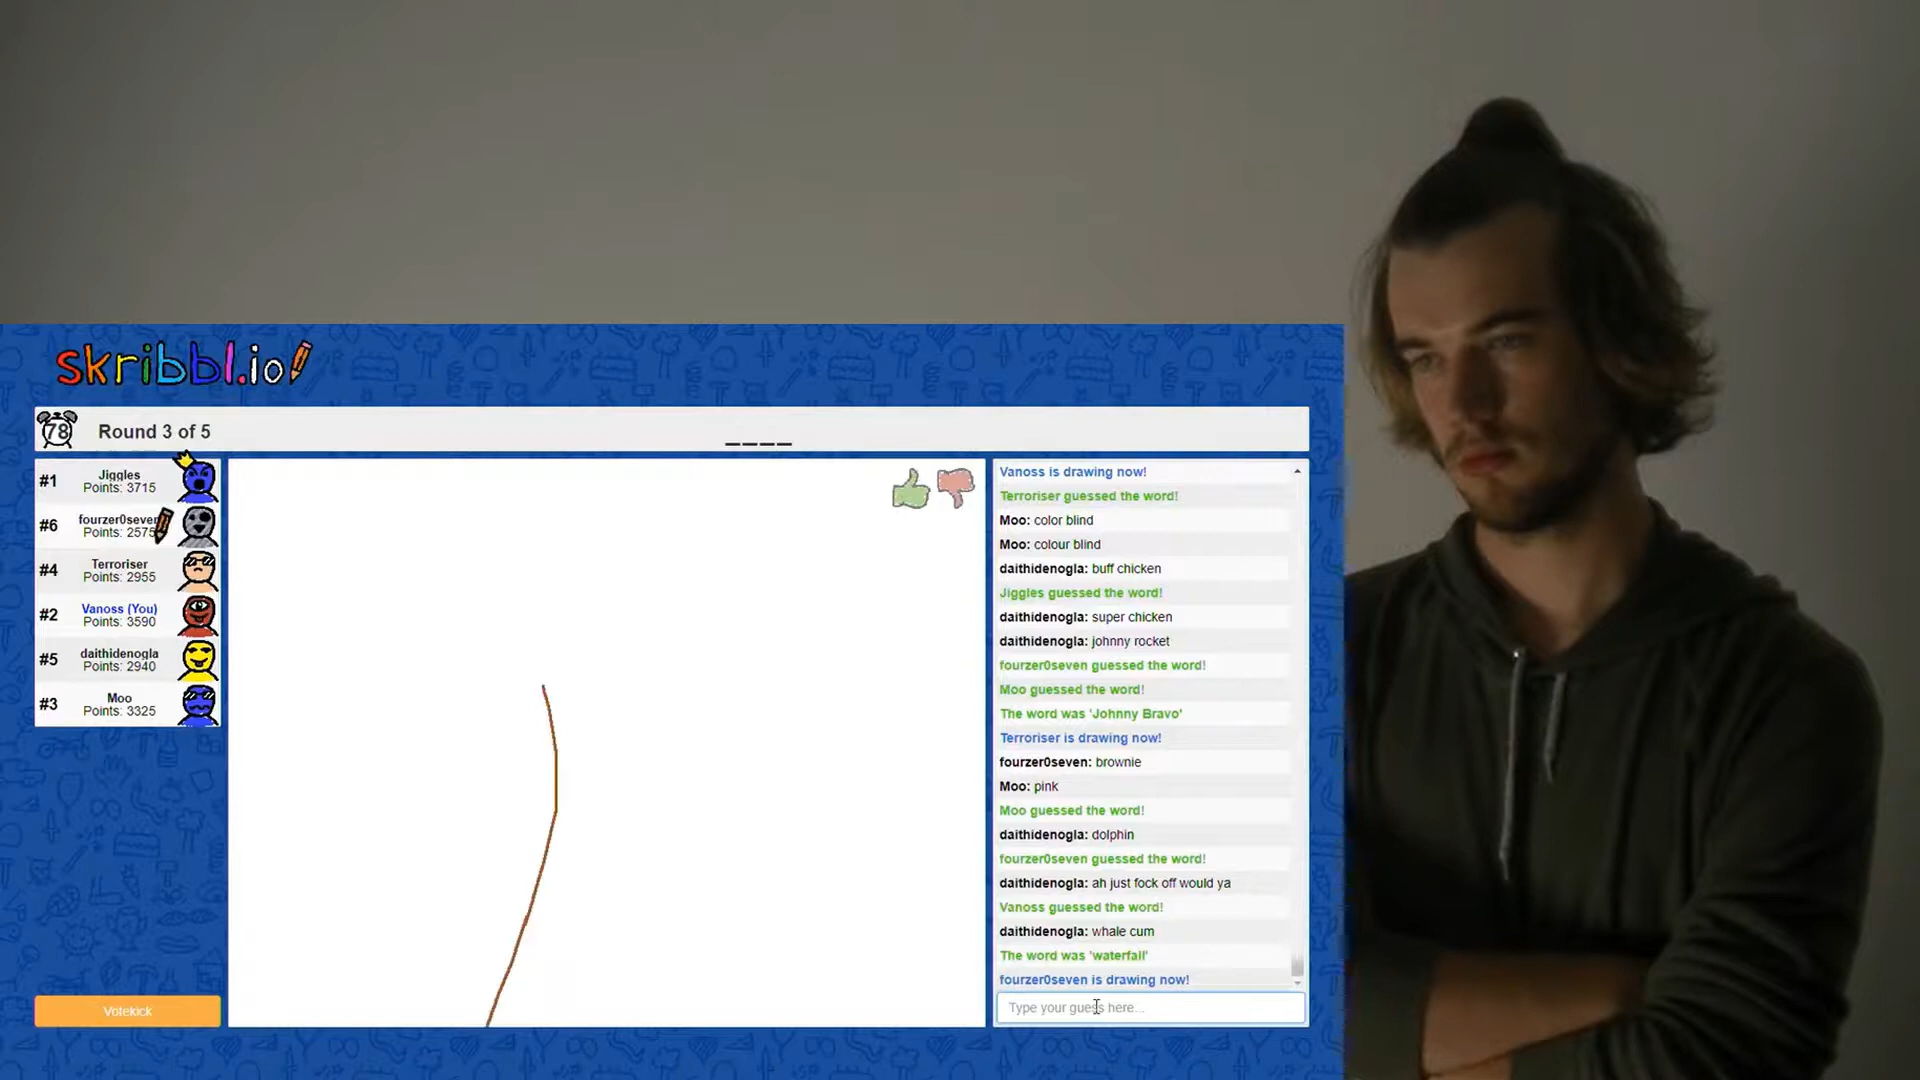 skribbl.io
78
Round 3 of 5
____
#1 Jiggles
Points: 3715
#6 fourzer0seven
Points: 2575
#4 Terroriser
Points: 2955
#2 Vanoss (You)
Points: 3590
#5 daithidenogla
Points: 2940
#3 Moo
Points: 3325
Votekick
Vanoss is drawing now!
Terroriser guessed the word!
Moo: color blind
Moo: colour blind
daithidenogla: buff chicken
Jiggles guessed the word!
daithidenogla: super chicken
daithidenogla: johnny rocket
fourzer0seven guessed the word!
Moo guessed the word!
The word was 'Johnny Bravo'
Terroriser is drawing now!
fourzer0seven: brownie
Moo: pink
Moo guessed the word!
daithidenogla: dolphin
fourzer0seven guessed the word!
daithidenogla: ah just fock off would ya
Vanoss guessed the word!
daithidenogla: whale cum
The word was 'waterfall'
fourzer0seven is drawing now!
Type your guess here...